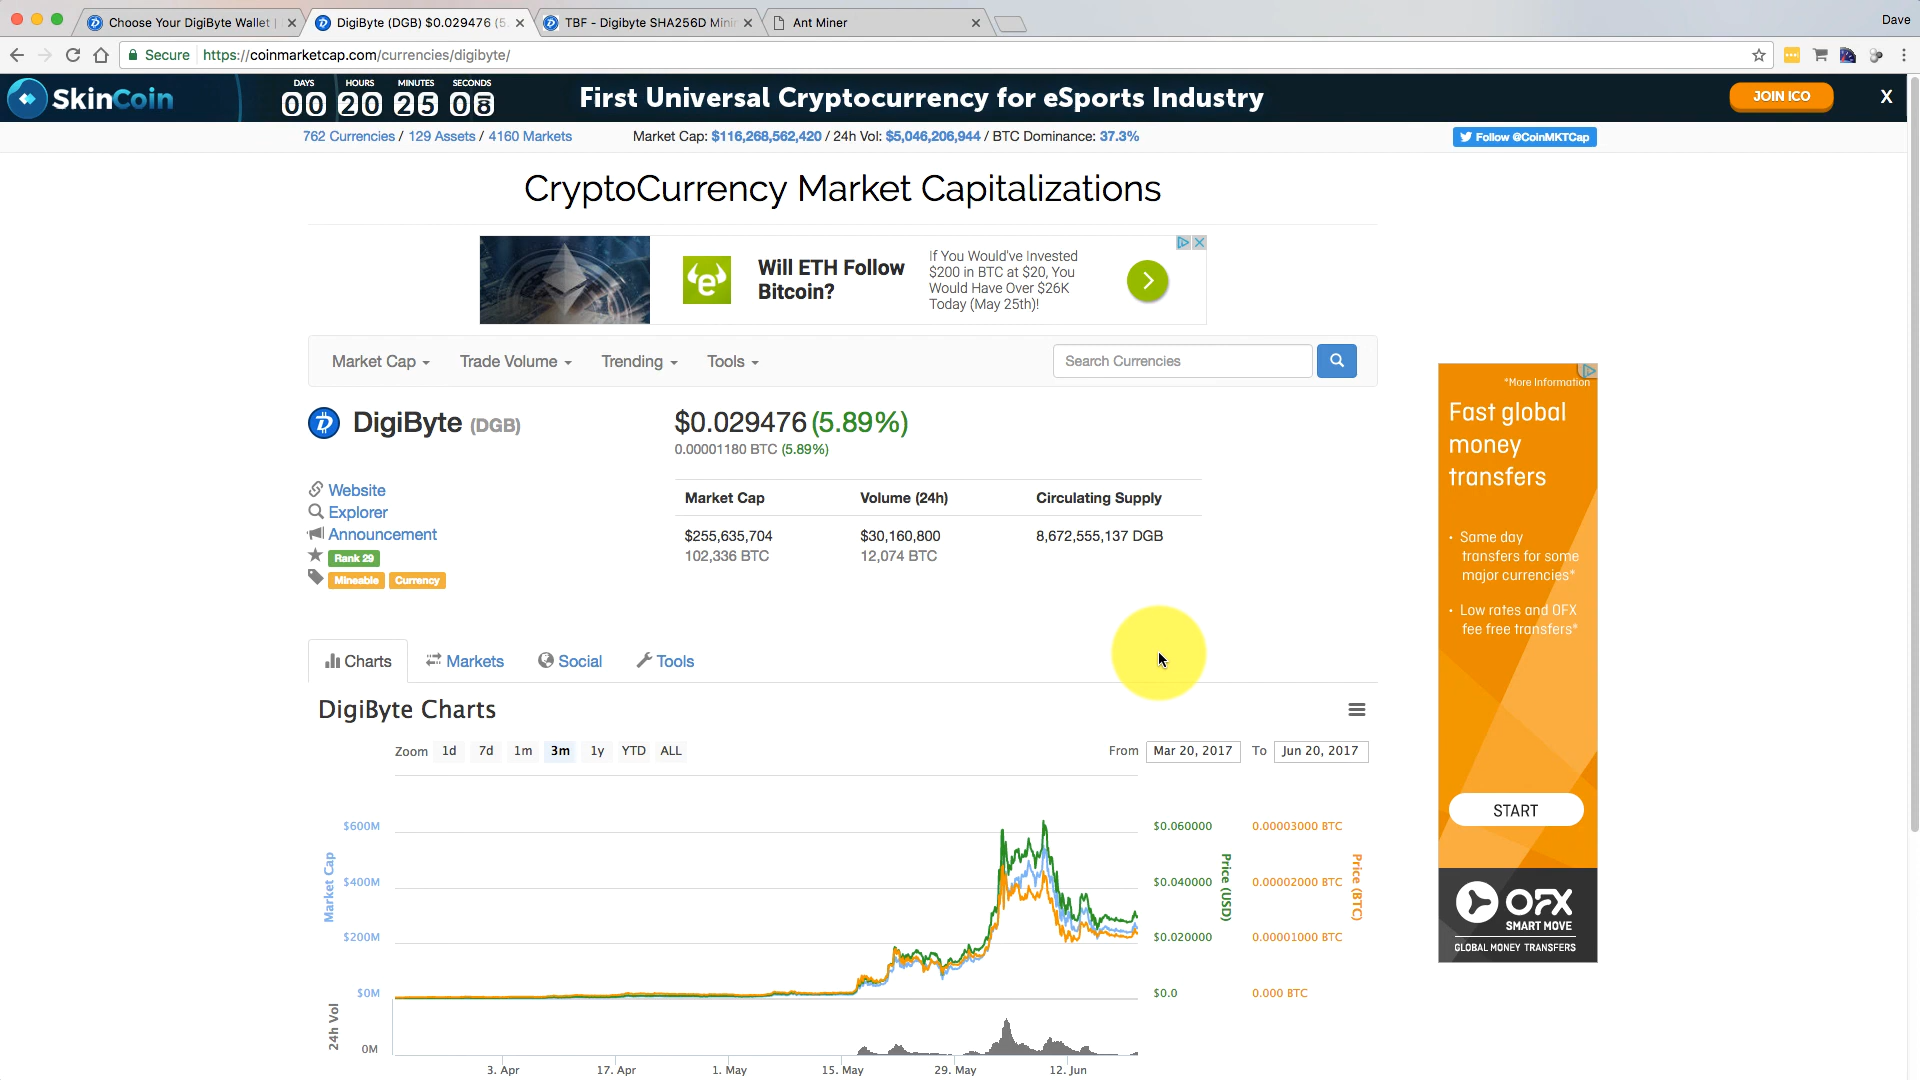 Choose Your DigiByte Wallet |
DigiByte (DGB) $0.029476 (5.
TBF - Digibyte SHA256D Mini
Ant Miner
Dave
Secure
https://coinmarketcap.com/currencies/digibyte/
SkinCoin
DAYS HOURS MINUTES SECONDS
00 20 25 08
First Universal Cryptocurrency for eSports Industry
JOIN ICO
X
762 Currencies / 129 Assets / 4160 Markets
Market Cap: $116,268,562,420 / 24h Vol: $5,046,206,944 / BTC Dominance: 37.3%
Follow @CoinMKTCap
CryptoCurrency Market Capitalizations
Will ETH Follow
Bitcoin?
If You Would've Invested
$200 in BTC at $20, You
Would Have Over $26K
Today (May 25th)!
Market Cap
Trade Volume
Trending
Tools
Search Currencies
DigiByte (DGB)
$0.029476 (5.89%)
0.00001180 BTC (5.89%)
Website
Explorer
Announcement
Rank 29
Mineable Currency
Market Cap Volume (24h) Circulating Supply
$255,635,704 $30,160,800 8,672,555,137 DGB
102,336 BTC 12,074 BTC
Charts
Markets
Social
Tools
DigiByte Charts
Zoom 1d 7d 1m 3m 1y YTD ALL
From Mar 20, 2017 To Jun 20, 2017
$600M
$400M
$200M
$0M
Market Cap
24h Vol
0M
$0.060000
$0.040000
$0.020000
$0.0
Price (USD)
0.00003000 BTC
0.00002000 BTC
0.00001000 BTC
0.000 BTC
Price (BTC)
3. Apr 17. Apr 1. May 15. May 29. May 12. Jun
*More Information
Fast global
money
transfers
• Same day
transfers for some
major currencies*
• Low rates and OFX
fee free transfers*
START
OFX
SMART MOVE
GLOBAL MONEY TRANSFERS